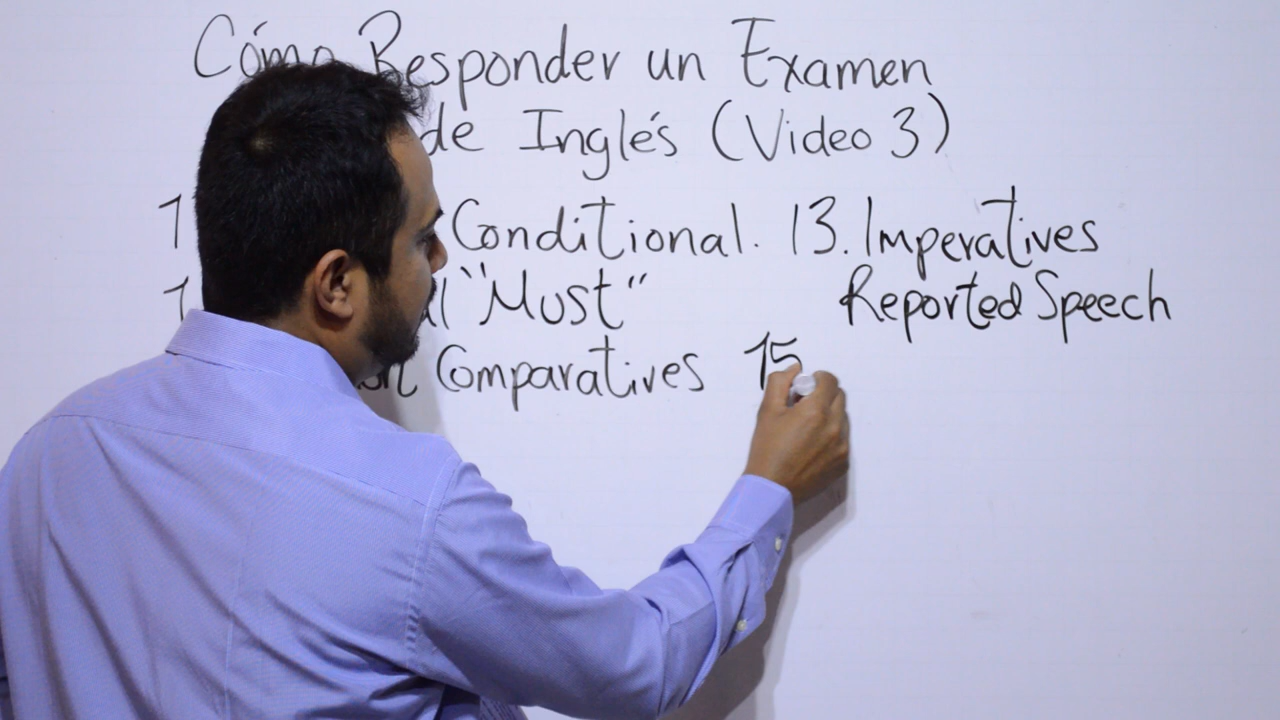 Cómo Responder un Examen
de Inglés (Video 3)
Conditional. 13. Imperatives
"Must" Reported Speech
Comparatives 15